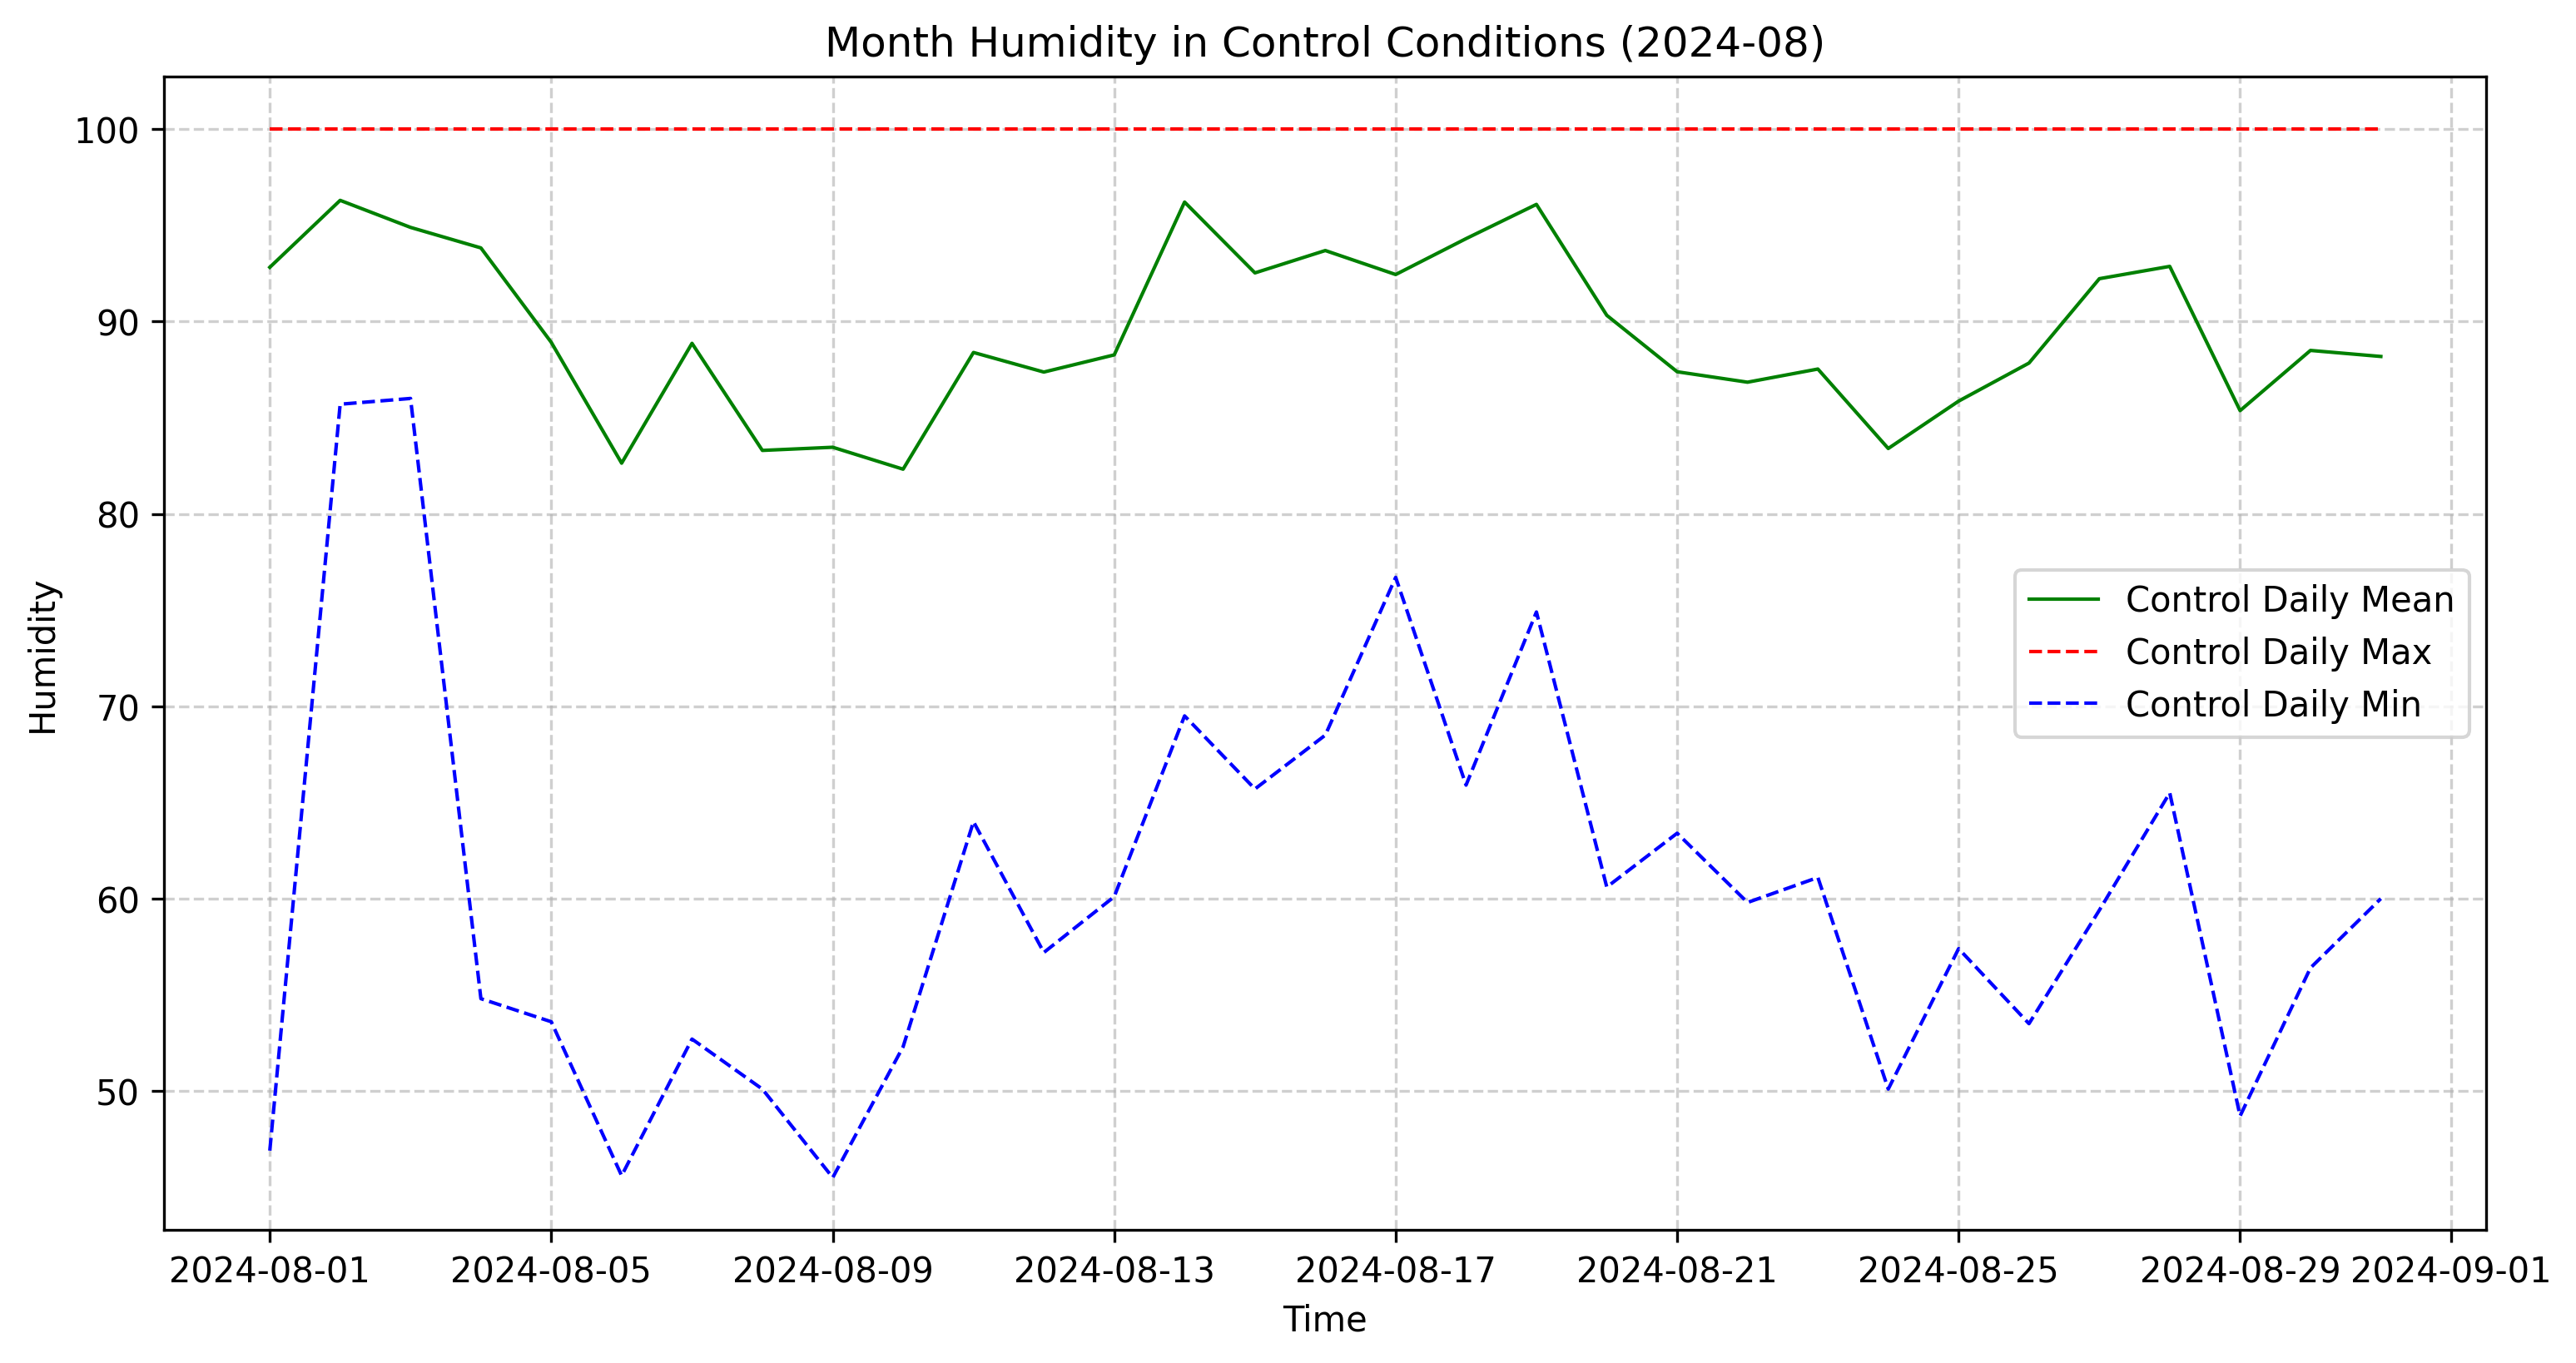 Month Humidity in Control Conditions (2024-08)
Humidity
100
90
80
70
60
50
Control Daily Mean
Control Daily Max
Control Daily Min
2024-08-01 2024-08-05 2024-08-09 2024-08-13 2024-08-17 2024-08-21 2024-08-25 2024-08-29 2024-09-01
Time